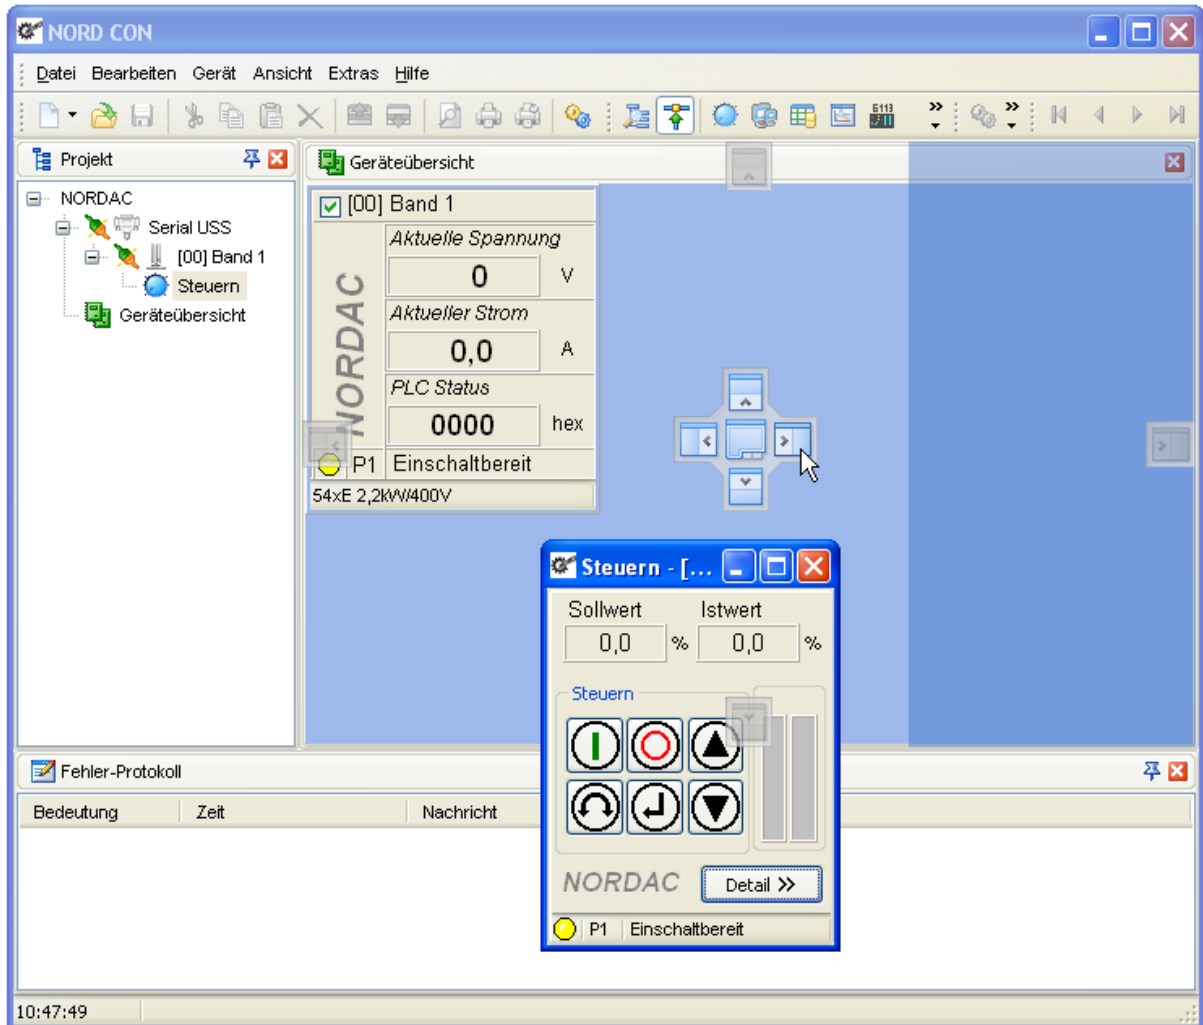 NORD CON
Datei Bearbeiten Gerät Ansicht Extras Hilfe
6113
Projekt
Geräteübersicht
NORDAC
Serial USS
[00] Band 1
Steuern
Geräteübersicht
[00] Band 1
NORDAC
Aktuelle Spannung
0 V
Aktueller Strom
0,0 A
PLC Status
0000 hex
P1 Einschaltbereit
54xE 2,2kW/400V
Steuern - [...
Sollwert Istwert
0,0 % 0,0 %
Steuern
NORDAC
Detail >>
P1 Einschaltbereit
Fehler-Protokoll
Bedeutung Zeit Nachricht
10:47:49